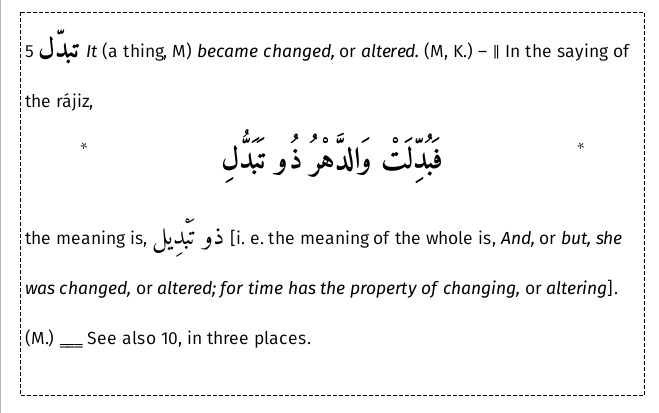 5 تبدّل It (a thing, M) became changed, or altered. (M, K.) – ‖ In the saying of
the rájiz,
* فَبُدِّلَتْ وَالدَّهْرُ ذُو تَبَدُّلِ *
the meaning is, ذو تَبْدِيل [i. e. the meaning of the whole is, And, or but, she
was changed, or altered; for time has the property of changing, or altering].
(M.) ___ See also 10, in three places.